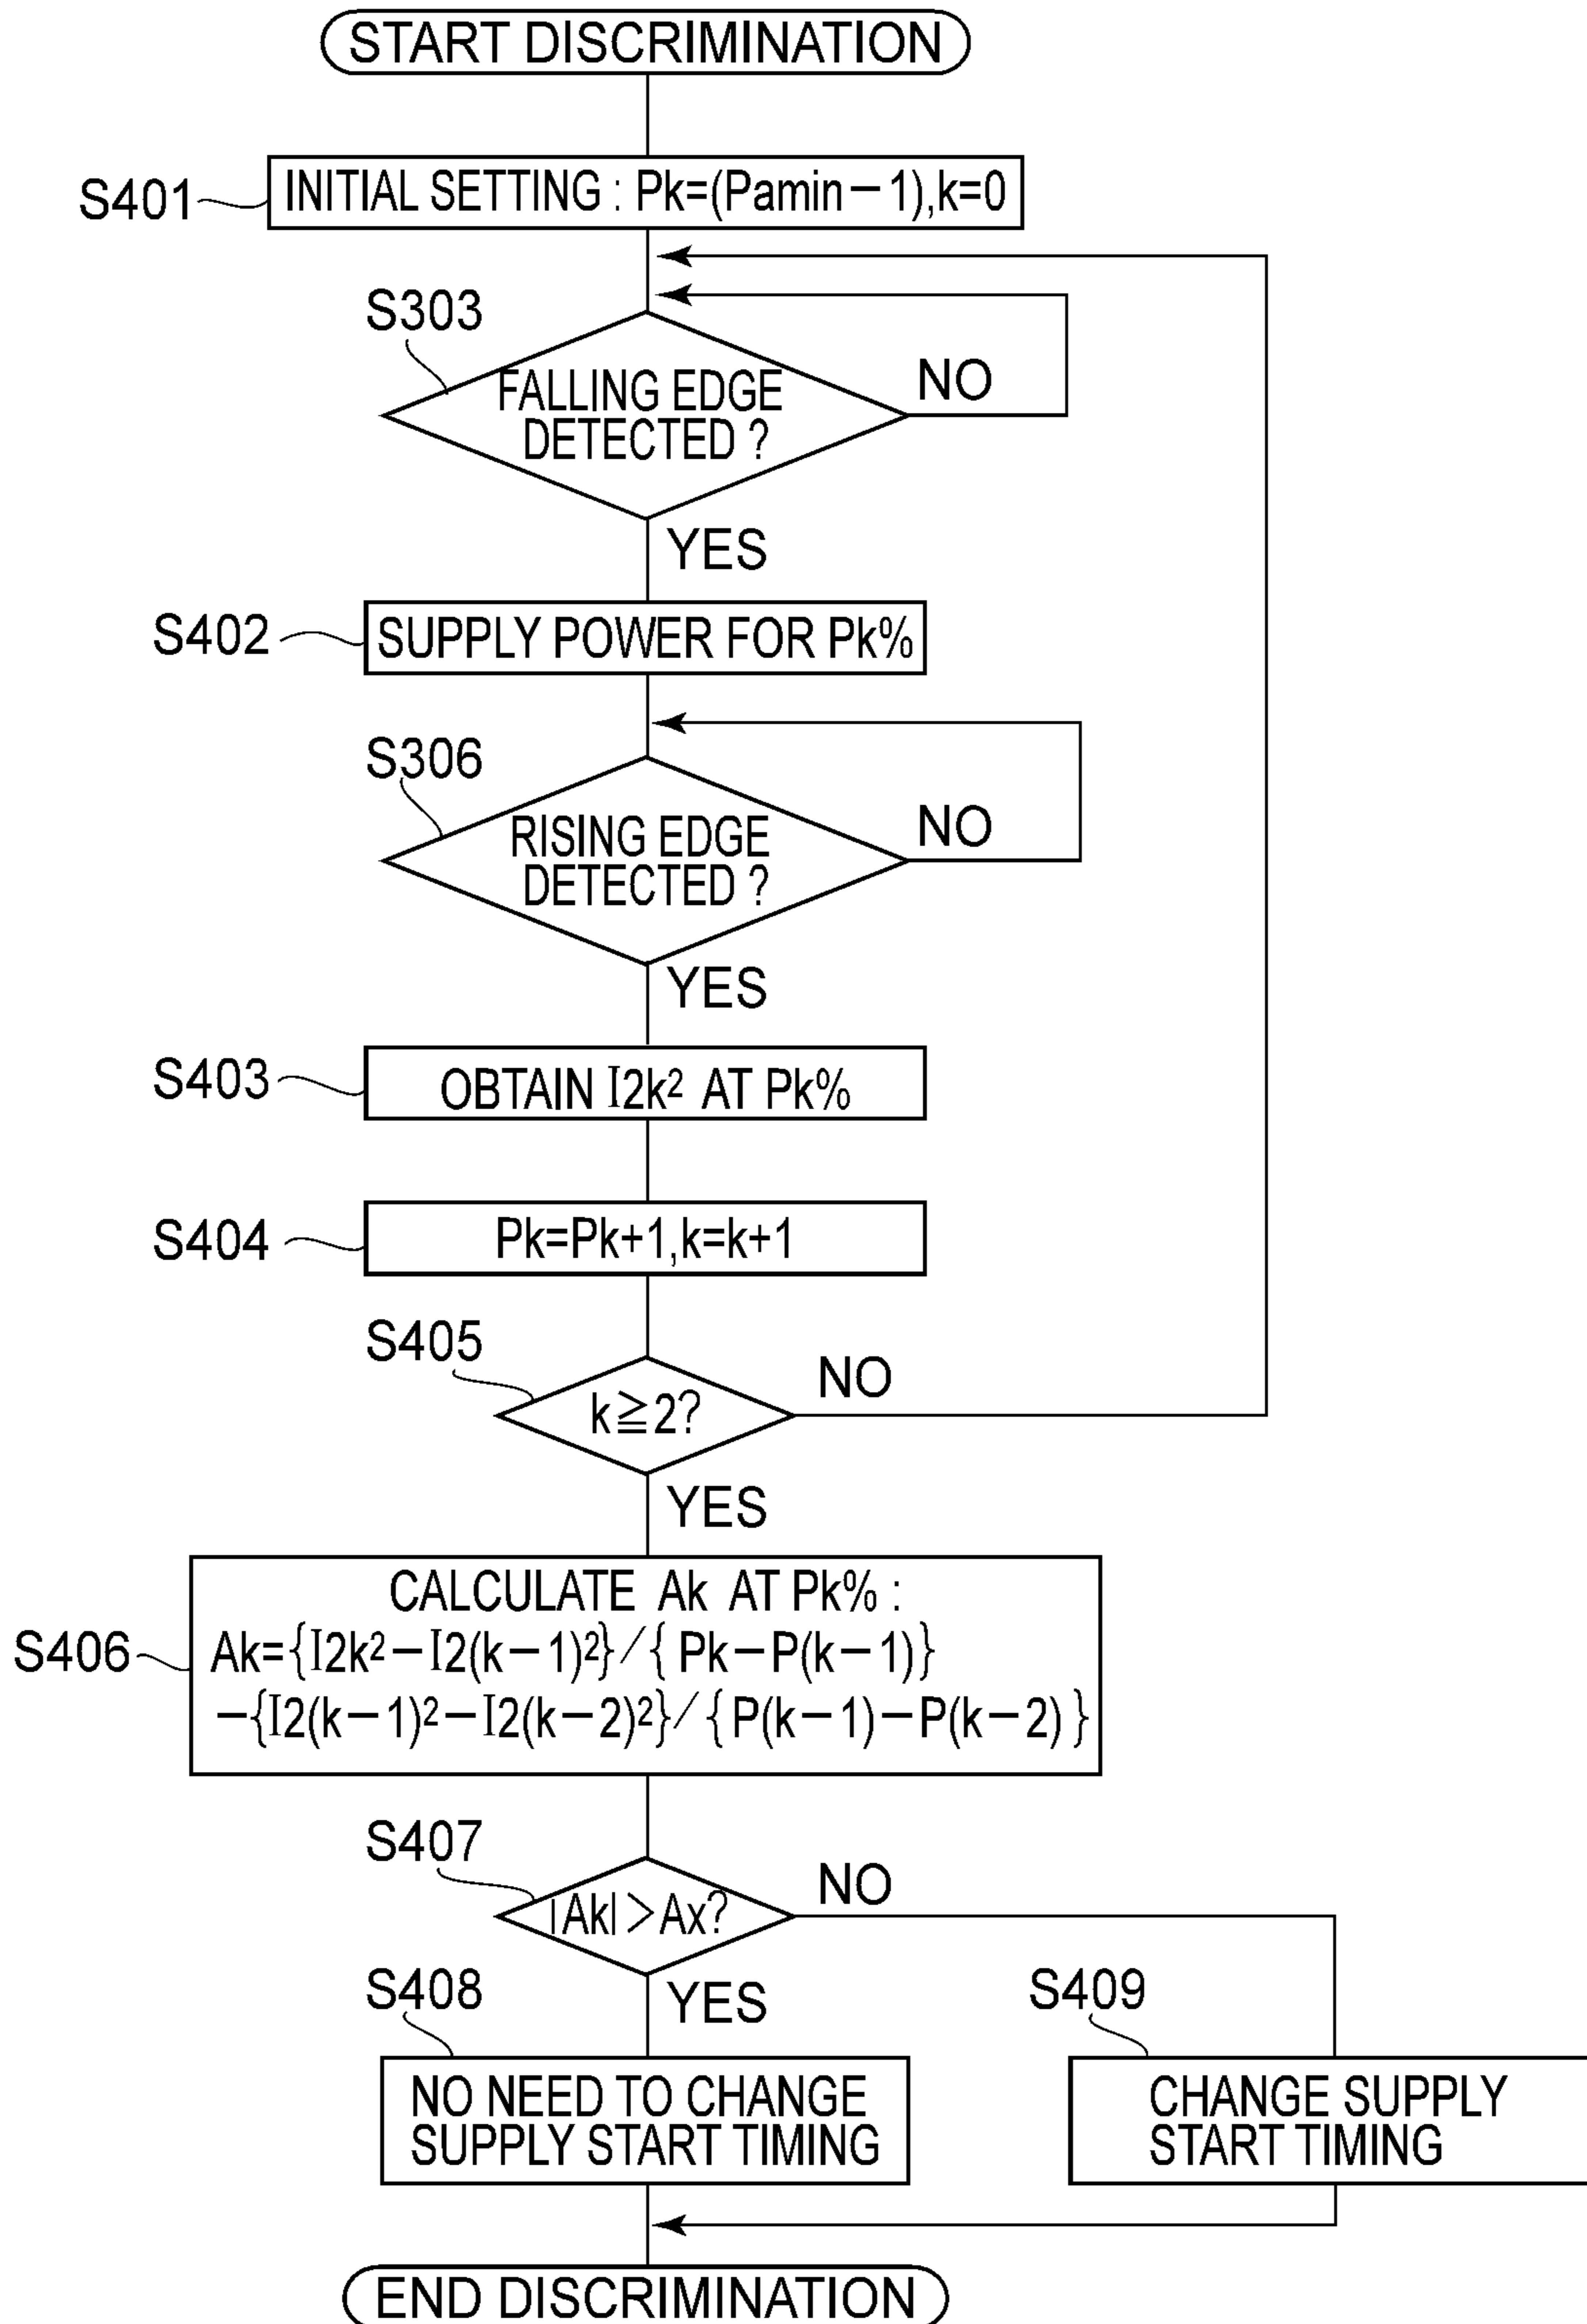 START DISCRIMINATION
S401
INITIAL SETTING : Pk=(Pamin−1),k=0
S303
FALLING EDGE
DETECTED ?
NO
YES
S402
SUPPLY POWER FOR Pk%
S306
RISING EDGE
DETECTED ?
NO
YES
S403
OBTAIN I2k² AT Pk%
S404
Pk=Pk+1,k=k+1
S405
k≧2?
NO
YES
S406
CALCULATE Ak AT Pk% :
Ak={I2k²−I2(k−1)²}/{Pk−P(k−1)}
−{I2(k−1)²−I2(k−2)²}/{P(k−1)−P(k−2)}
S407
|Ak|>Ax?
NO
YES
S408
NO NEED TO CHANGE
SUPPLY START TIMING
S409
CHANGE SUPPLY
START TIMING
END DISCRIMINATION